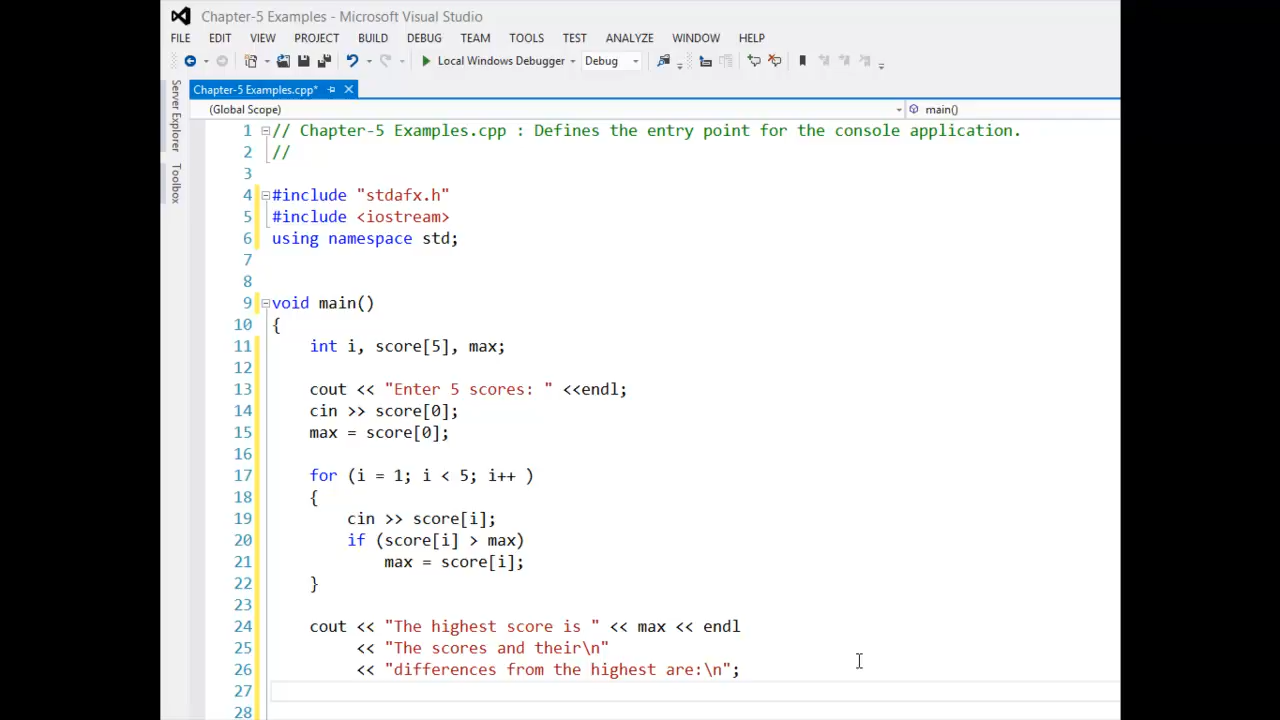 Chapter-5 Examples - Microsoft Visual Studio
FILE EDIT VIEW PROJECT BUILD DEBUG TEAM TOOLS TEST ANALYZE WINDOW HELP
Local Windows Debugger Debug
Chapter-5 Examples.cpp*
(Global Scope) main()
Server Explorer
Toolbox
1 // Chapter-5 Examples.cpp : Defines the entry point for the console application.
2 //
3
4 #include "stdafx.h"
5 #include <iostream>
6 using namespace std;
7
8
9 void main()
10 {
11 int i, score[5], max;
12
13 cout << "Enter 5 scores: " <<endl;
14 cin >> score[0];
15 max = score[0];
16
17 for (i = 1; i < 5; i++ )
18 {
19 cin >> score[i];
20 if (score[i] > max)
21 max = score[i];
22 }
23
24 cout << "The highest score is " << max << endl
25 << "The scores and their\n"
26 << "differences from the highest are:\n";
27
28